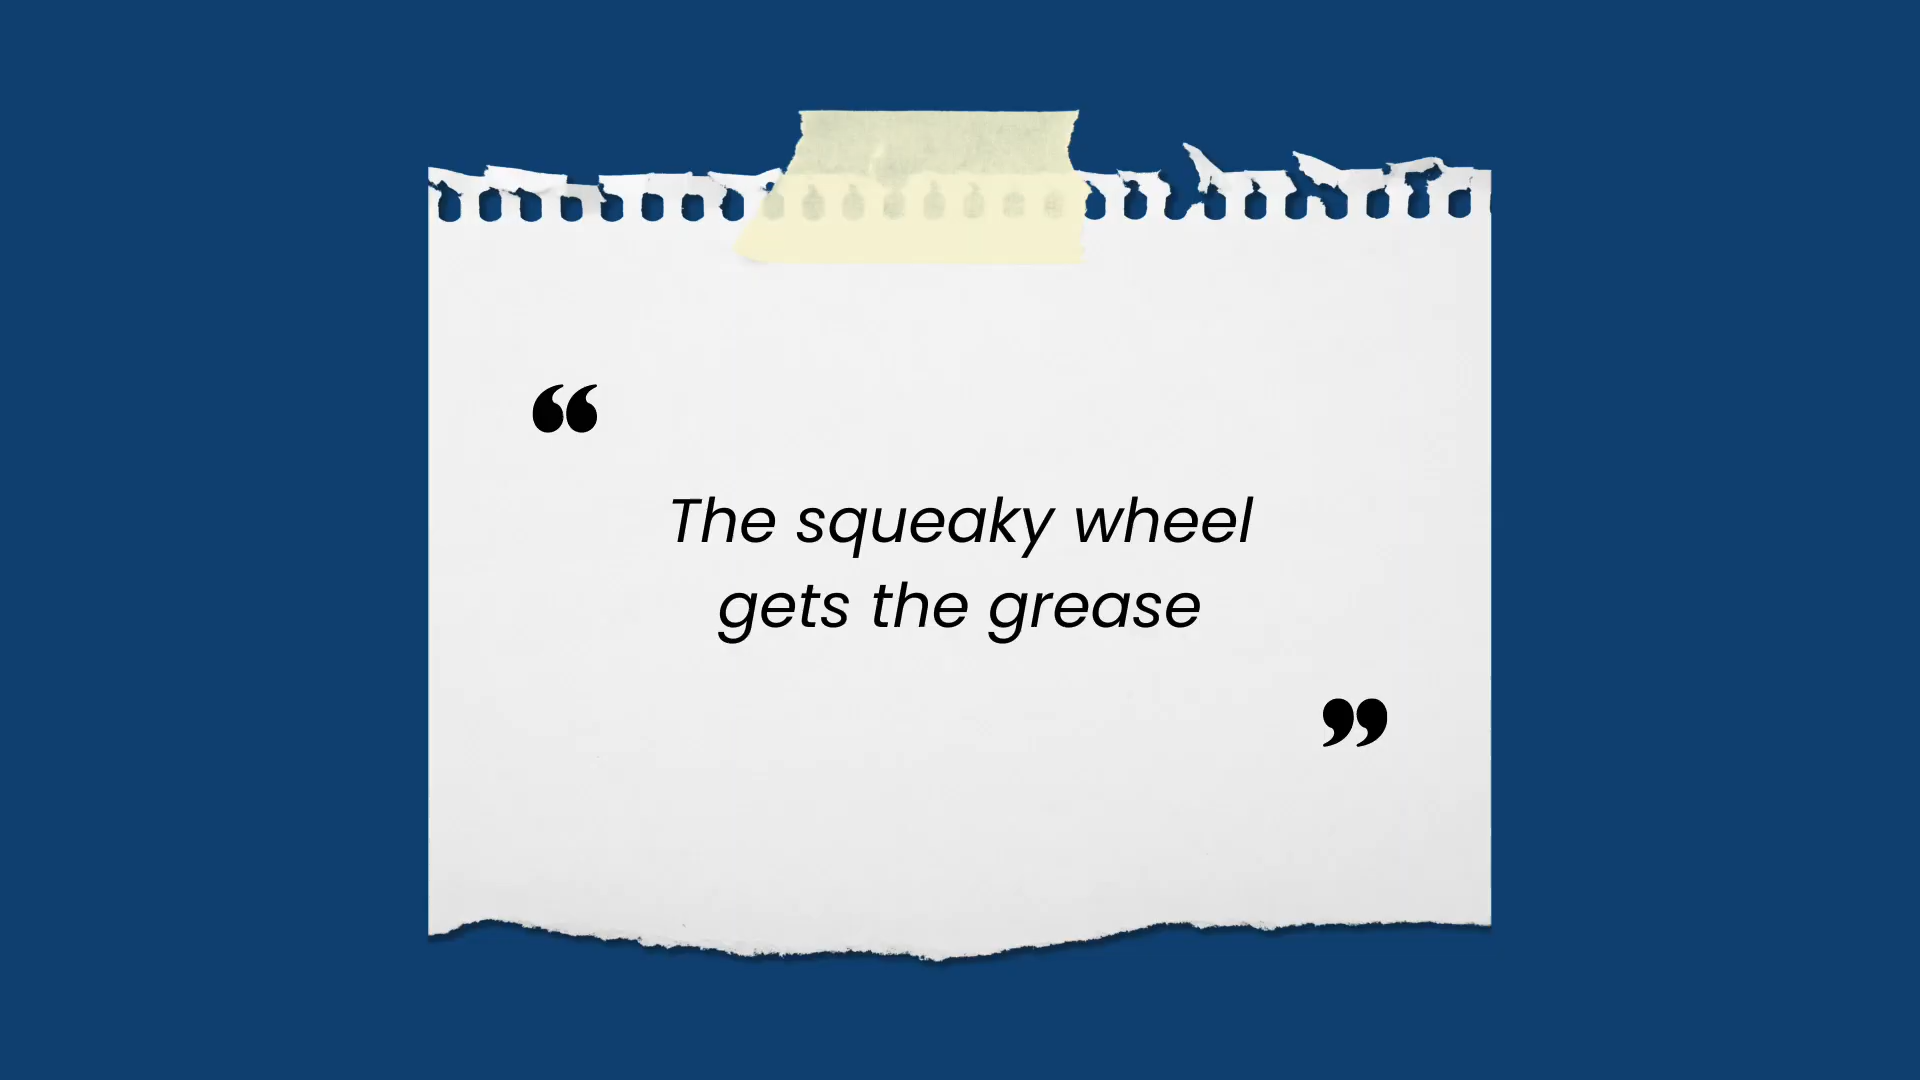 “
The squeaky wheel
gets the grease
”